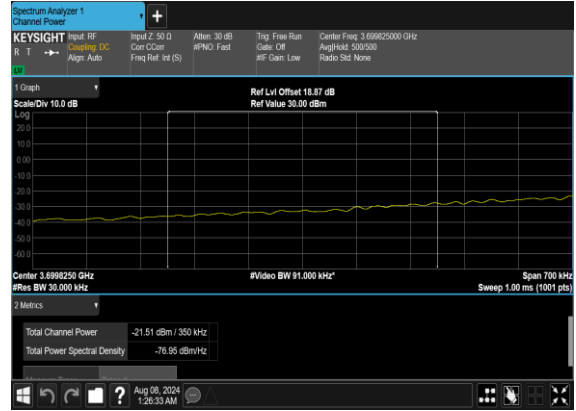 Spectrum Analyzer 1
Channel Power
KEYSIGHT
R T
LM
Input: RF
Coupling: DC
Align: Auto
Input Z: 50 Ω
Corr CCorr
Freq Ref: Int (S)
Atten: 30 dB
#PNO: Fast
Trig: Free Run
Gate: Off
#IF Gain: Low
Center Freq: 3.699825000 GHz
Avg|Hold: 500/500
Radio Std: None
1 Graph
Scale/Div 10.0 dB
Ref Lvl Offset 18.87 dB
Ref Value 30.00 dBm
Log
20.0
10.0
0.00
-10.0
-20.0
-30.0
-40.0
-50.0
-60.0
Center 3.6998250 GHz
#Video BW 91.000 kHz*
Span 700 kHz
#Res BW 30.000 kHz
Sweep 1.00 ms (1001 pts)
2 Metrics
Total Channel Power -21.51 dBm / 350 kHz
Total Power Spectral Density -76.95 dBm/Hz
?
Aug 08, 2024
1:26:33 AM